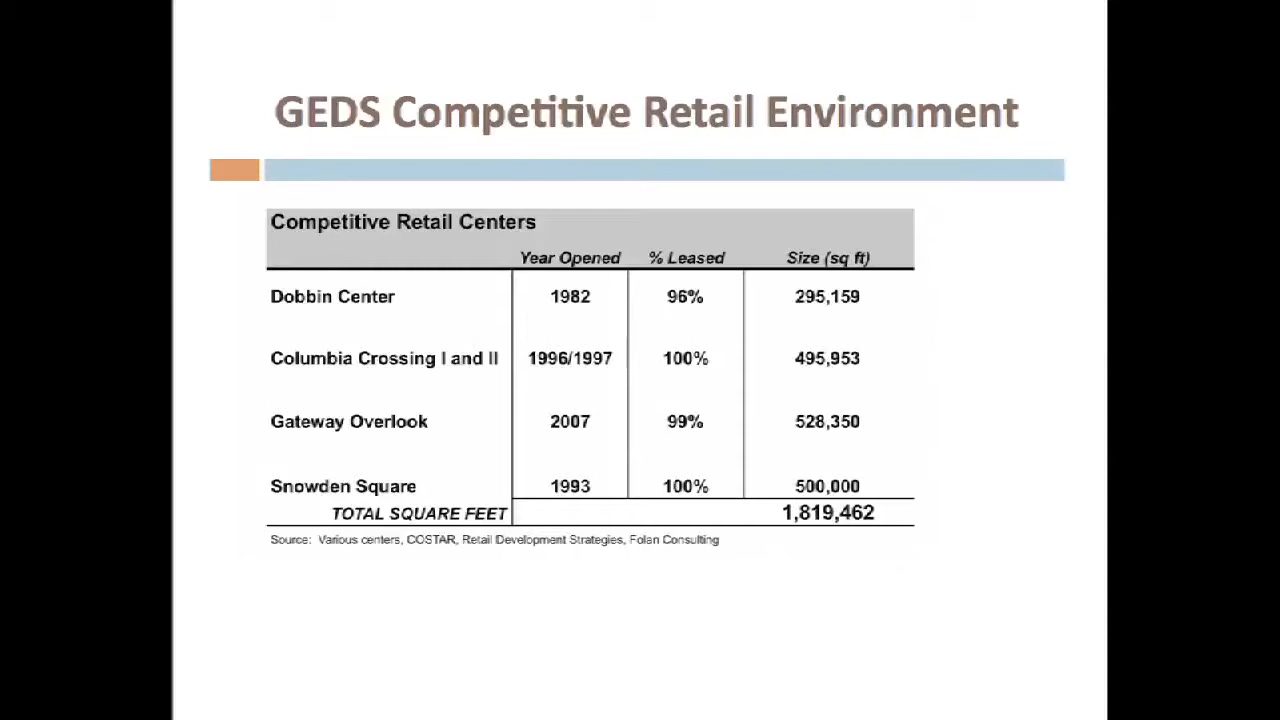 GEDS Competitive Retail Environment
Competitive Retail Centers
Year Opened % Leased Size (sq ft)
Dobbin Center 1982 96% 295,159
Columbia Crossing I and II 1996/1997 100% 495,953
Gateway Overlook 2007 99% 528,350
Snowden Square 1993 100% 500,000
TOTAL SQUARE FEET 1,819,462
Source: Various centers, COSTAR, Retail Development Strategies, Folan Consulting